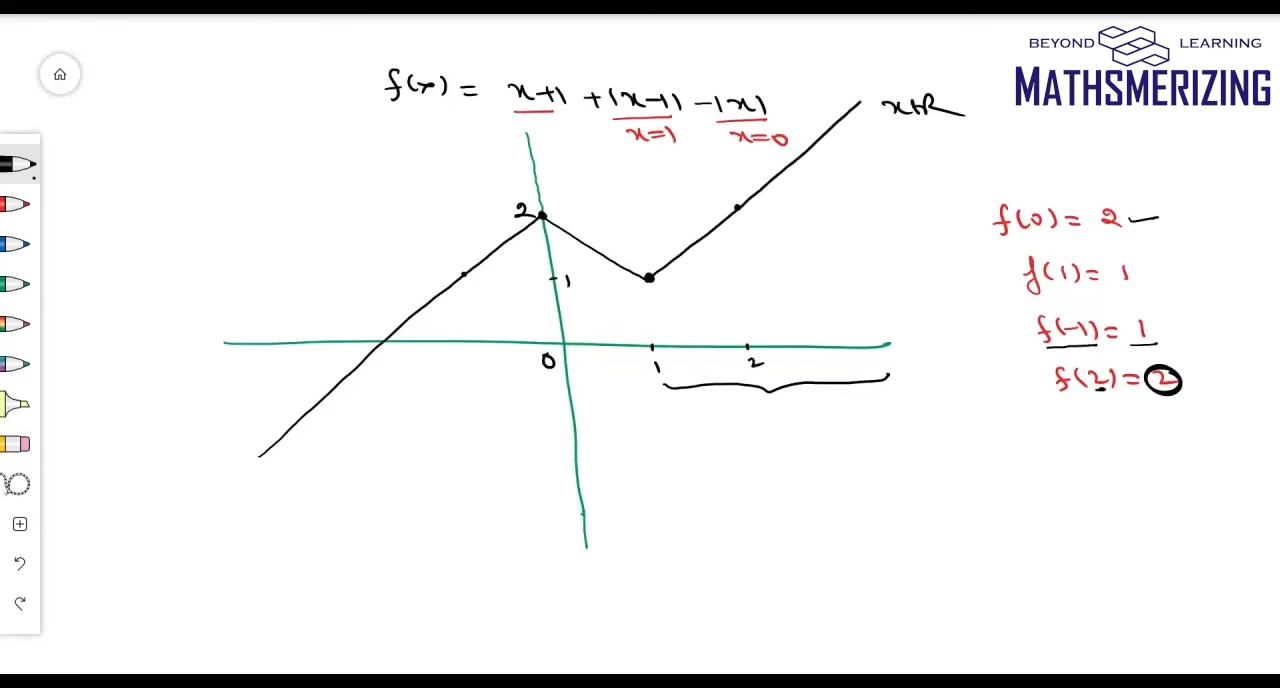 BEYOND LEARNING
MATHSMERIZING
f(x) = x+1 + |x-1| - |x|
x=1 x=0
x∈R
2
1
0
1 2
f(0) = 2
f(1) = 1
f(-1) = 1
f(2) = 2